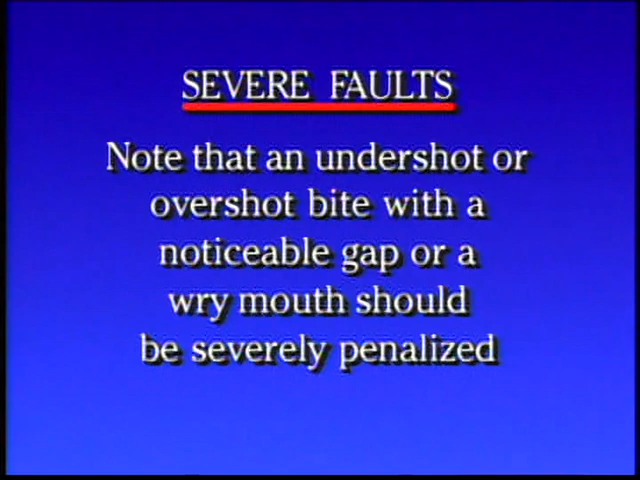 SEVERE FAULTS
Note that an undershot or
overshot bite with a
noticeable gap or a
wry mouth should
be severely penalized